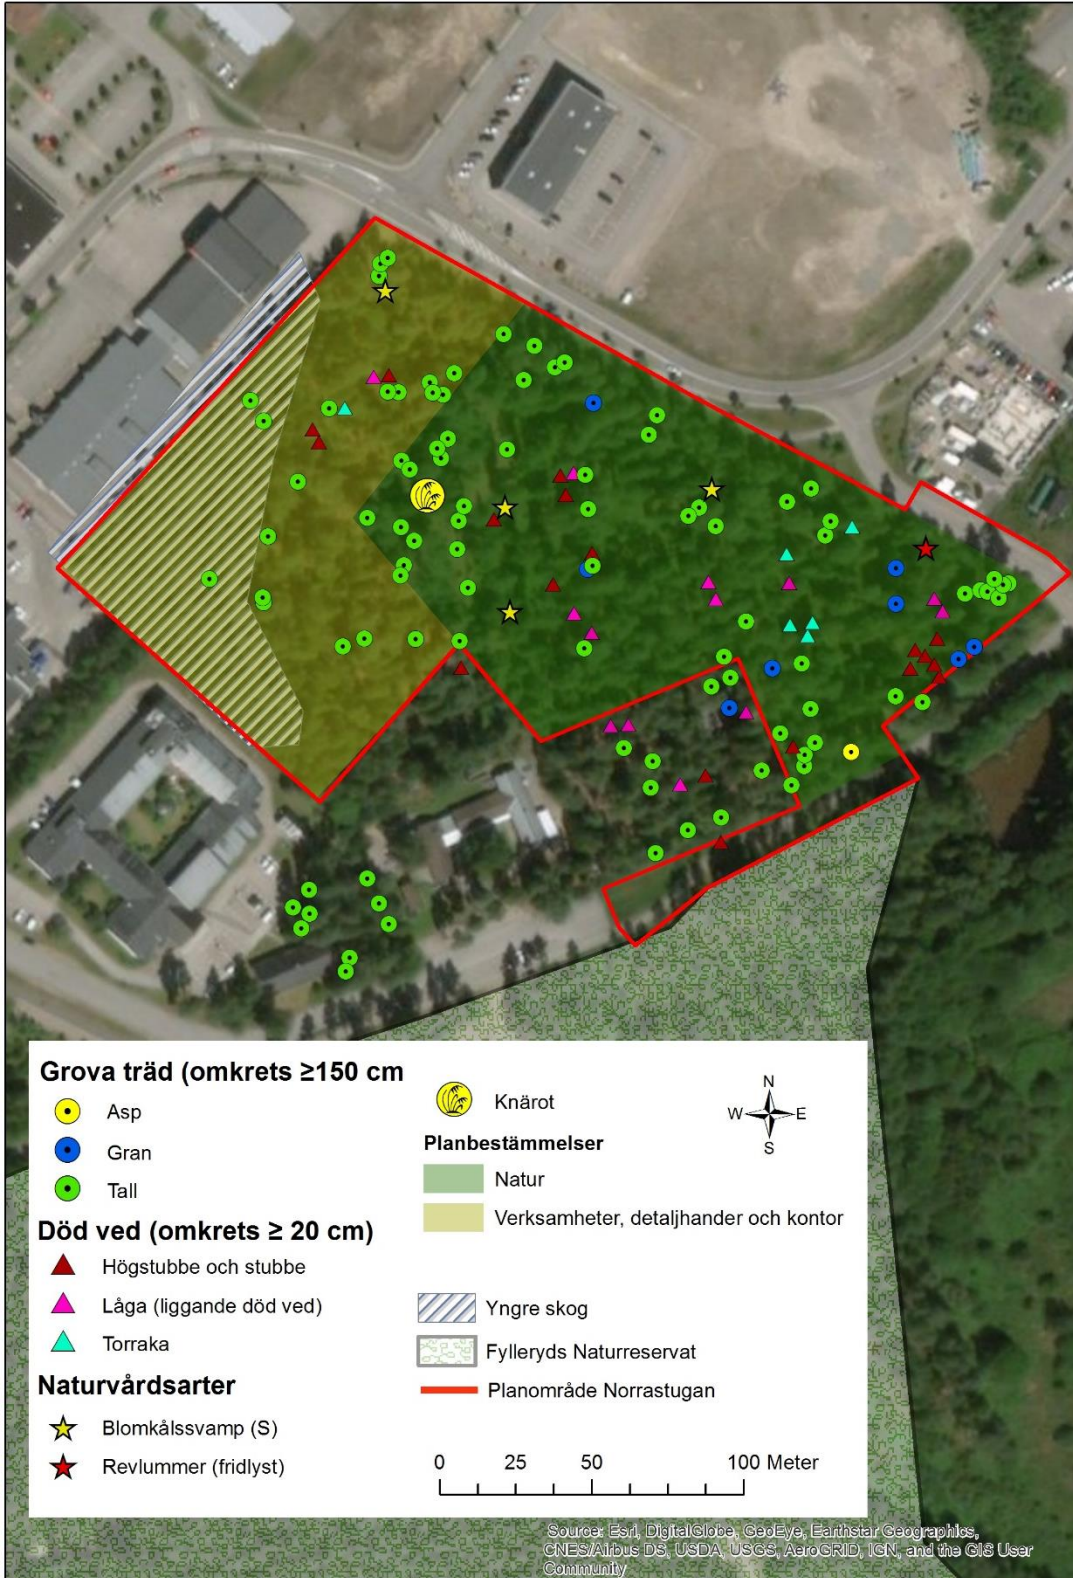 Grova träd (omkrets ≥150 cm
Asp
Gran
Tall
Död ved (omkrets ≥ 20 cm)
Högstubbe och stubbe
Låga (liggande död ved)
Torraka
Naturvårdsarter
Blomkålssvamp (S)
Revlummer (fridlyst)
Knärot
Planbestämmelser
Natur
Verksamheter, detaljhander och kontor
Yngre skog
Fylleryds Naturreservat
Planområde Norrastugan
N
W E
S
0 25 50 100 Meter
Source: Esri, DigitalGlobe, GeoEye, Earthstar Geographics,
CNES/Airbus DS, USDA, USGS, AeroGRID, IGN, and the GIS User
Community